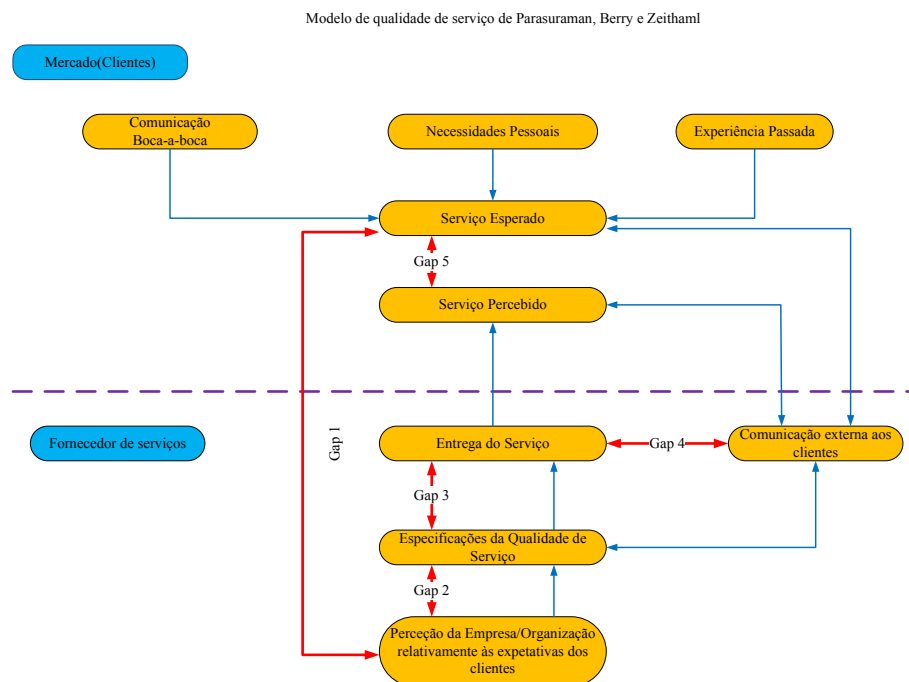 Modelo de qualidade de serviço de Parasuraman, Berry e Zeithaml
Mercado(Clientes)
Comunicação
Boca-a-boca
Necessidades Pessoais
Experiência Passada
Serviço Esperado
Gap 5
Serviço Percebido
Gap 1
Fornecedor de serviços
Entrega do Serviço
Gap 4
Comunicação externa aos
clientes
Gap 3
Especificações da Qualidade de
Serviço
Gap 2
Perceção da Empresa/Organização
relativamente às expetativas dos
clientes